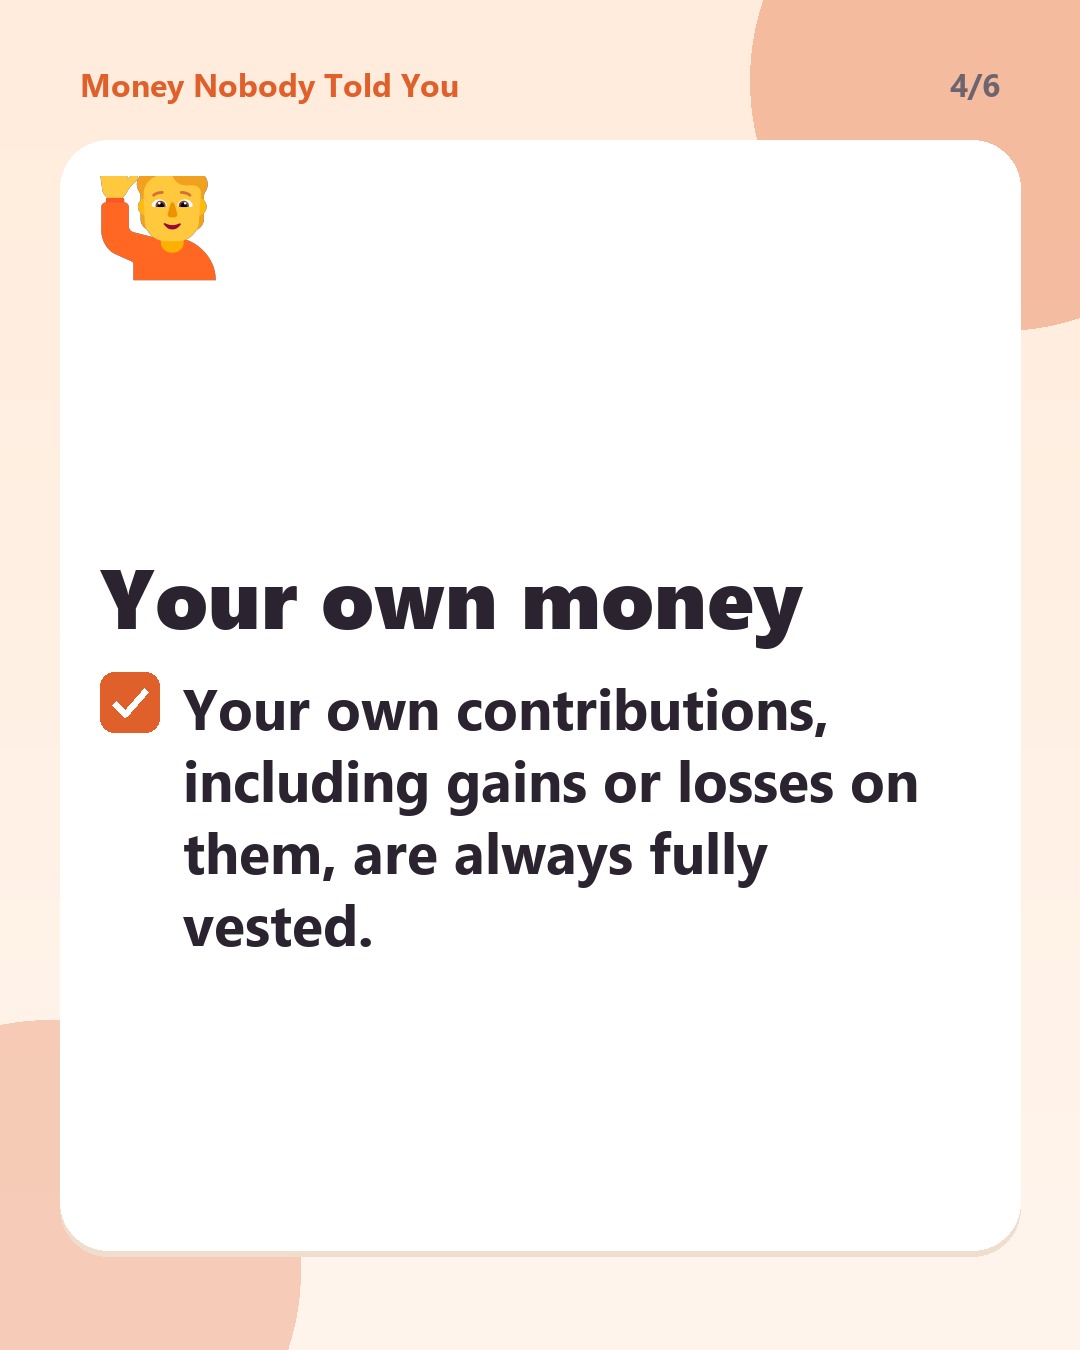 Money Nobody Told You
4/6
Your own money
Your own contributions,
including gains or losses on
them, are always fully
vested.